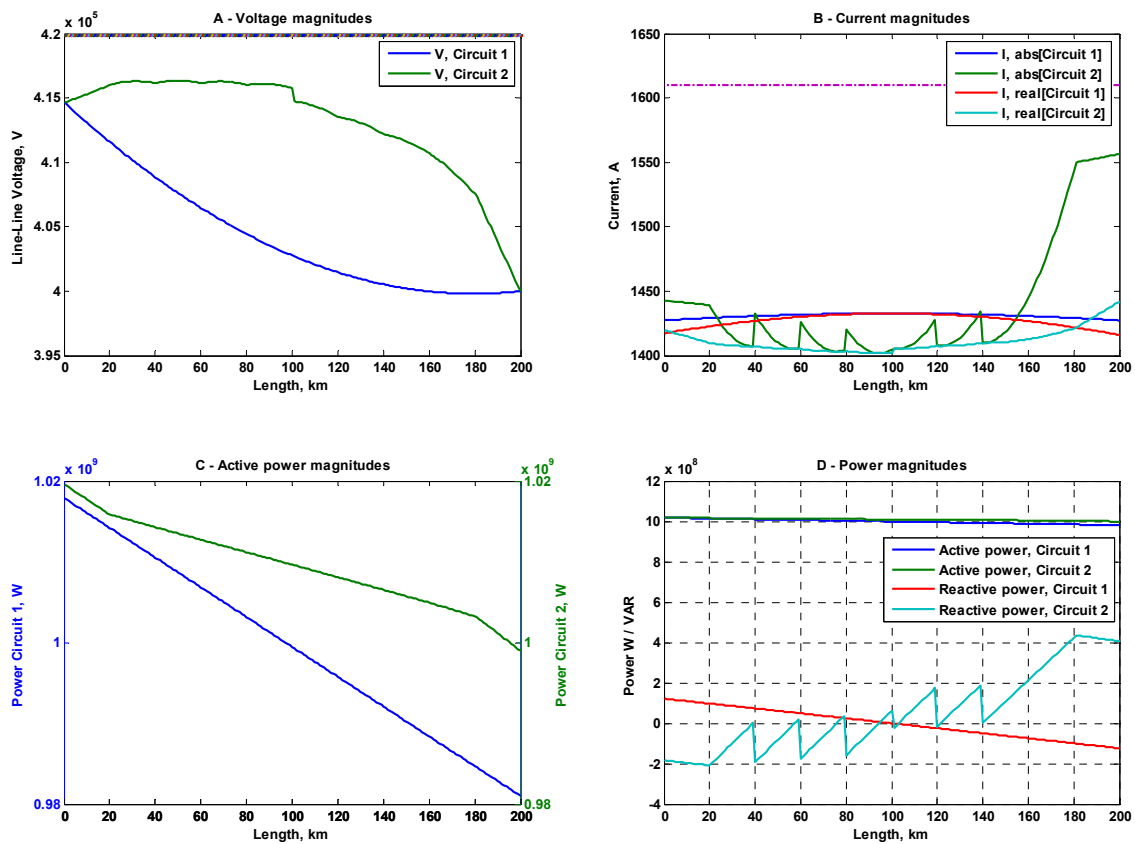 A - Voltage magnitudes
x 10^5
4.2
4.15
4.1
4.05
4
3.95
Line-Line Voltage, V
V, Circuit 1
V, Circuit 2
0 20 40 60 80 100 120 140 160 180 200
Length, km
B - Current magnitudes
1650
1600
1550
1500
1450
1400
Current, A
I, abs[Circuit 1]
I, abs[Circuit 2]
I, real[Circuit 1]
I, real[Circuit 2]
0 20 40 60 80 100 120 140 160 180 200
Length, km
C - Active power magnitudes
x 10^9
x 10^9
1.02
1
0.98
Power Circuit 1, W
1.02
1
0.98
Power Circuit 2, W
0 20 40 60 80 100 120 140 160 180 200
Length, km
D - Power magnitudes
x 10^8
12
10
8
6
4
2
0
-2
-4
Power W / VAR
Active power, Circuit 1
Active power, Circuit 2
Reactive power, Circuit 1
Reactive power, Circuit 2
0 20 40 60 80 100 120 140 160 180 200
Length, km